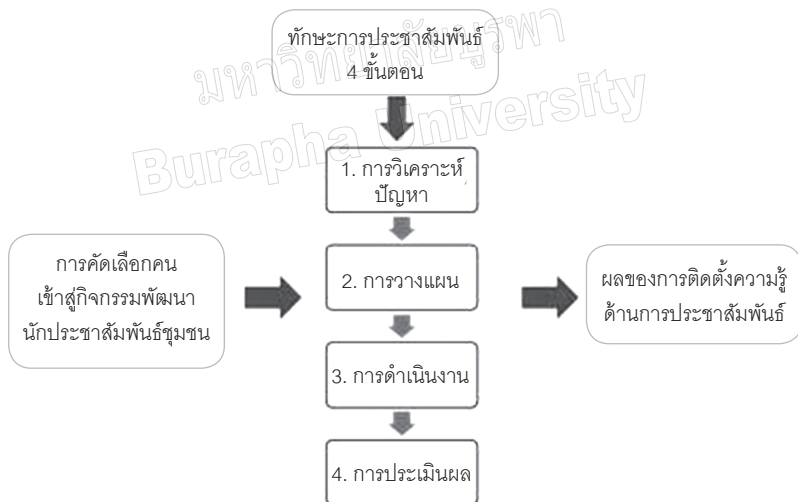 ทักษะการประชาสัมพันธ์
4 ขั้นตอน
มหาวิทยาลัยบูรพา
Burapha University
1. การวิเคราะห์
ปัญหา
การคัดเลือกคน
เข้าสู่กิจกรรมพัฒนา
นักประชาสัมพันธ์ชุมชน
2. การวางแผน
ผลของการติดตั้งความรู้
ด้านการประชาสัมพันธ์
3. การดำเนินงาน
4. การประเมินผล